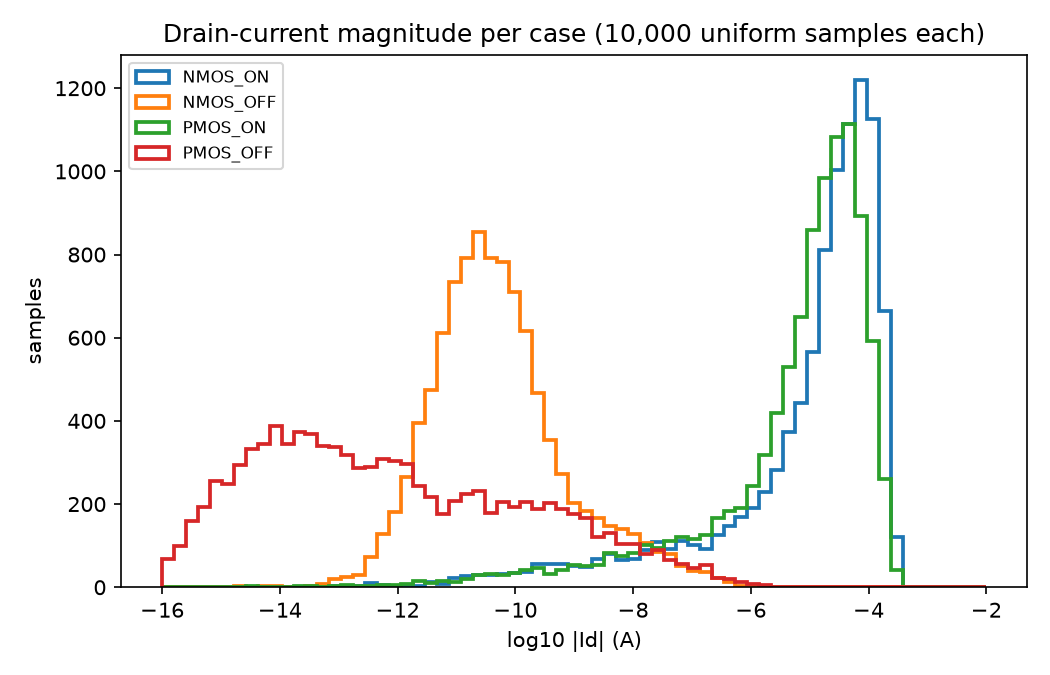 Drain-current magnitude per case (10,000 uniform samples each)
NMOS_ON
NMOS_OFF
PMOS_ON
PMOS_OFF
samples
1200
1000
800
600
400
200
0
−16
−14
−12
−10
−8
−6
−4
−2
log10 |Id| (A)